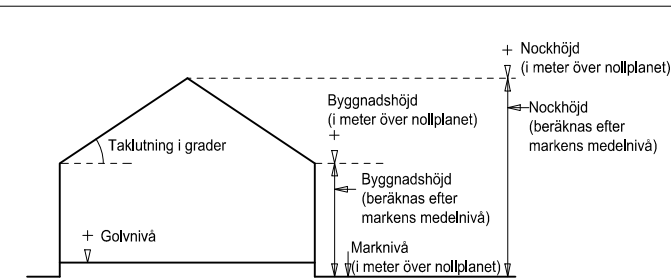 + Nockhöjd
(i meter över nollplanet)
Byggnadshöjd
(i meter över nollplanet)
+
Nockhöjd
(beräknas efter
markens medelnivå)
Taklutning i grader
Byggnadshöjd
(beräknas efter
markens medelnivå)
+ Golvnivå
Marknivå
(i meter över nollplanet)